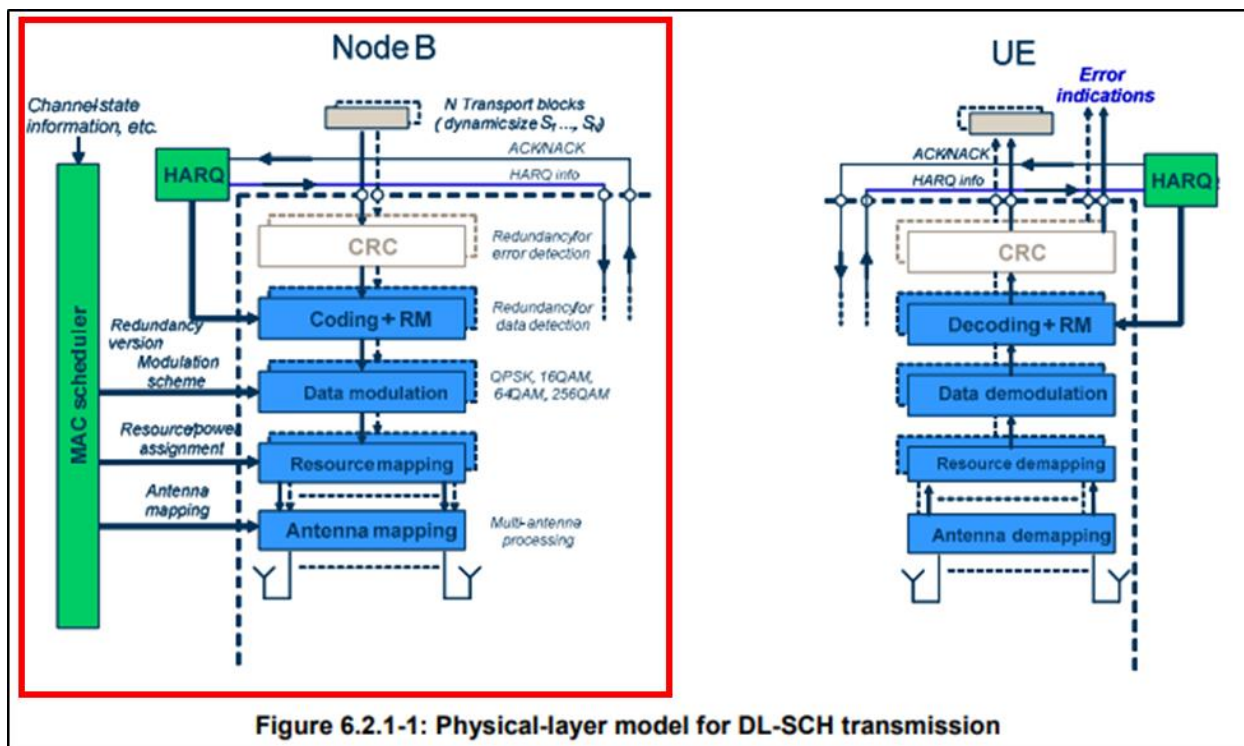 Node B
Channel-state
information, etc.
N Transport blocks
(dynamic size S1 ..., SN)
HARQ
ACK/NACK
HARQ info
CRC
Redundancy for
error detection
Coding + RM
Redundancy for
data detection
MAC scheduler
Redundancy
version
Modulation
scheme
Data modulation
QPSK, 16QAM,
64QAM, 256QAM
Resource/power
assignment
Resource mapping
Antenna
mapping
Antenna mapping
Multi-antenna
processing
UE
Error
indications
ACK/NACK
HARQ info
HARQ
CRC
Decoding + RM
Data demodulation
Resource demapping
Antenna demapping
Figure 6.2.1-1: Physical-layer model for DL-SCH transmission